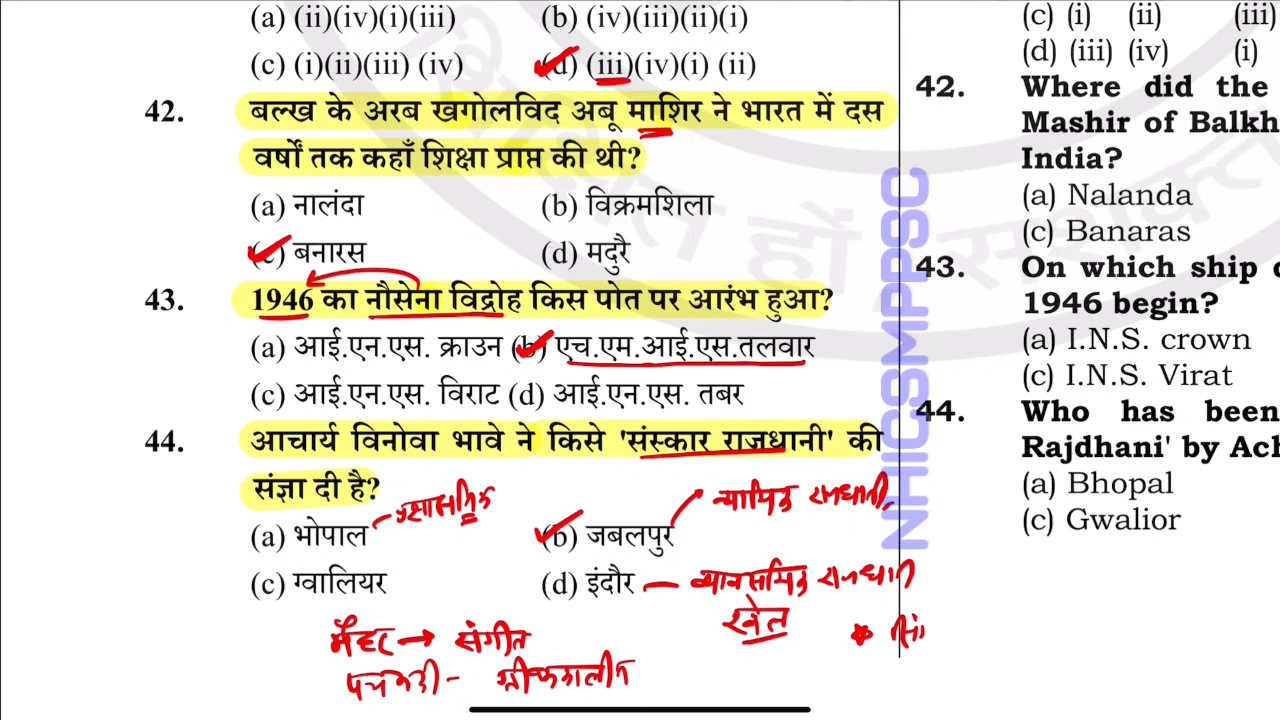 (a) (ii)(iv)(i)(iii) (b) (iv)(iii)(ii)(i)
(c) (i)(ii)(iii) (iv) (d) (iii)(iv)(i) (ii)
42. बल्ख के अरब खगोलविद अबू माशिर ने भारत में दस
वर्षों तक कहाँ शिक्षा प्राप्त की थी?
(a) नालंदा (b) विक्रमशिला
(c) बनारस (d) मदुरै
43. 1946 का नौसेना विद्रोह किस पोत पर आरंभ हुआ?
(a) आई.एन.एस. क्राउन (b) एच.एम.आई.एस.तलवार
(c) आई.एन.एस. विराट (d) आई.एन.एस. तबर
44. आचार्य विनोवा भावे ने किसे 'संस्कार राजधानी' की
संज्ञा दी है?
प्रशासनिक
न्यायिक राजधानी
(a) भोपाल (b) जबलपुर
(c) ग्वालियर (d) इंदौर – व्यावसायिक राजधानी
खेल
मैहर → संगीत
पचमढ़ी - ग्रीष्मकालीन
(c) (i) (ii) (iii)
(d) (iii) (iv) (i)
42. Where did the
Mashir of Balkh
India?
(a) Nalanda
(c) Banaras
43. On which ship
1946 begin?
(a) I.N.S. crown
(c) I.N.S. Virat
44. Who has been
Rajdhani' by
(a) Bhopal
(c) Gwalior
NHICSMPPSC